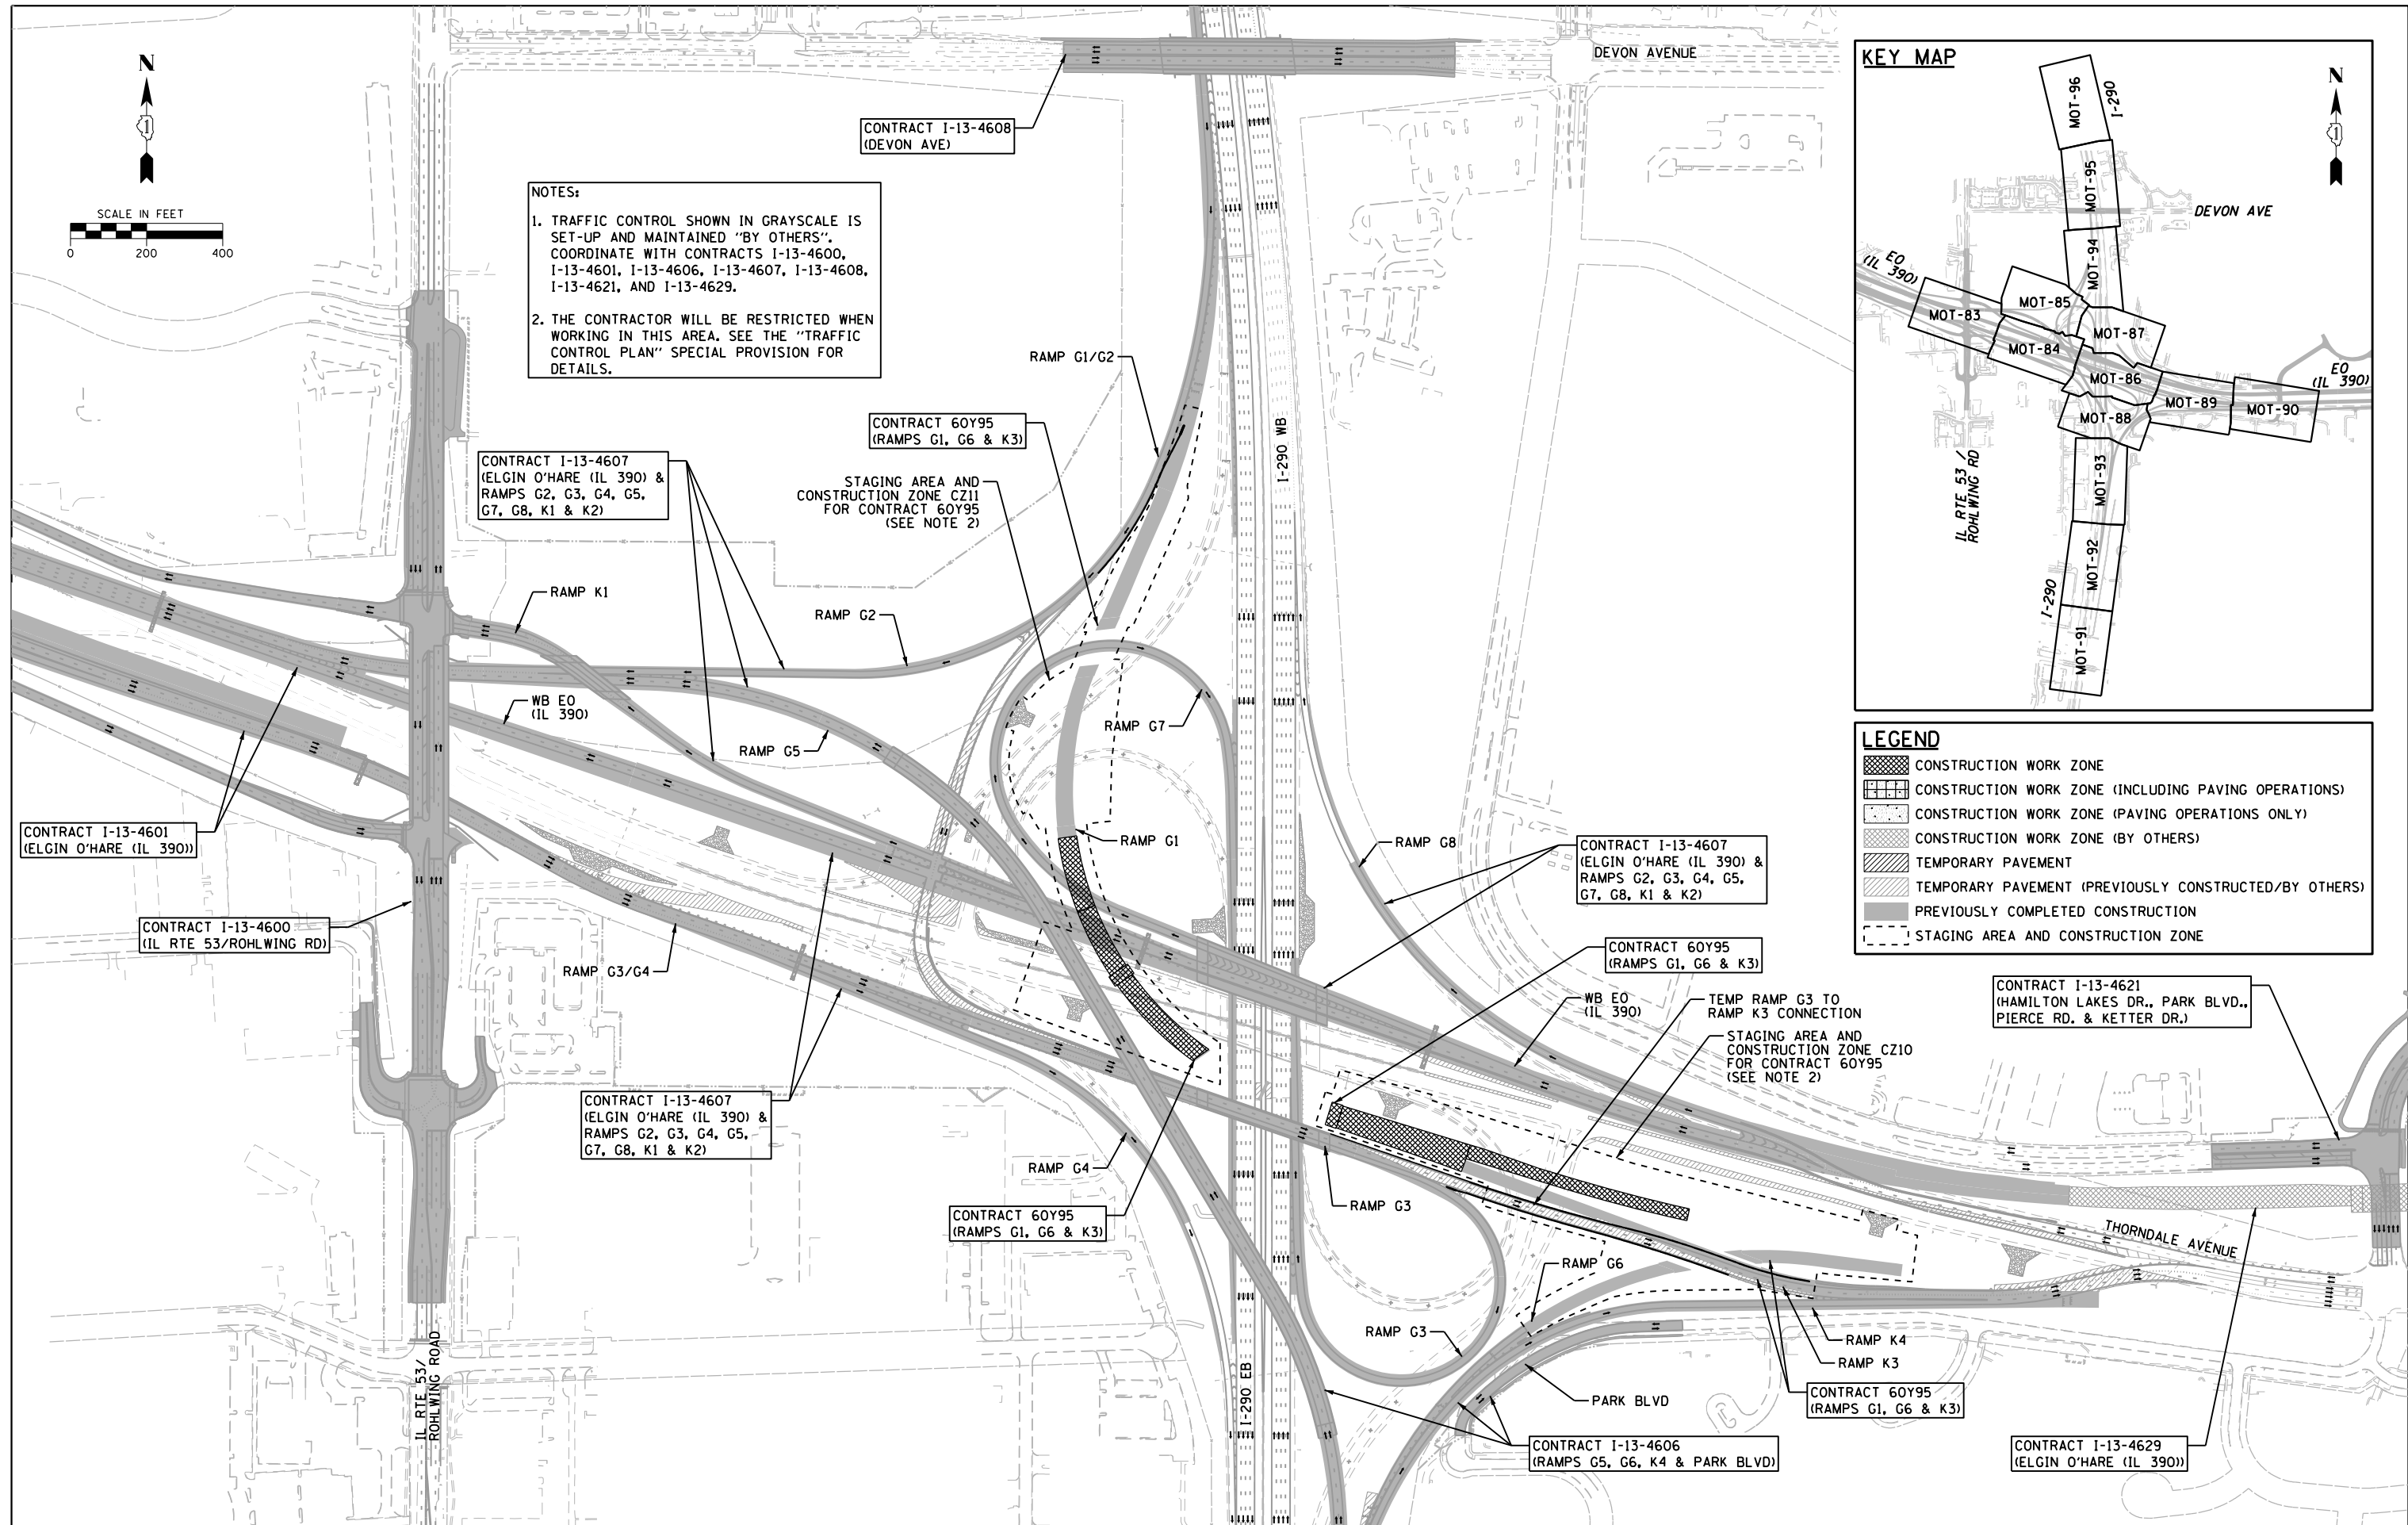 N
1
SCALE IN FEET
0 200 400
NOTES:
1. TRAFFIC CONTROL SHOWN IN GRAYSCALE IS
SET-UP AND MAINTAINED "BY OTHERS".
COORDINATE WITH CONTRACTS I-13-4600,
I-13-4601, I-13-4606, I-13-4607, I-13-4608,
I-13-4621, AND I-13-4629.
2. THE CONTRACTOR WILL BE RESTRICTED WHEN
WORKING IN THIS AREA. SEE THE "TRAFFIC
CONTROL PLAN" SPECIAL PROVISION FOR
DETAILS.
CONTRACT I-13-4608
(DEVON AVE)
DEVON AVENUE
RAMP G1/G2
CONTRACT 60Y95
(RAMPS G1, G6 & K3)
CONTRACT I-13-4607
(ELGIN O'HARE (IL 390) &
RAMPS G2, G3, G4, G5,
G7, G8, K1 & K2)
STAGING AREA AND
CONSTRUCTION ZONE CZ11
FOR CONTRACT 60Y95
(SEE NOTE 2)
I-290 WB
RAMP K1
RAMP G2
WB EO
(IL 390)
RAMP G5
RAMP G7
RAMP G1
RAMP G8
CONTRACT I-13-4601
(ELGIN O'HARE (IL 390))
CONTRACT I-13-4600
(IL RTE 53/ROHLWING RD)
RAMP G3/G4
CONTRACT I-13-4607
(ELGIN O'HARE (IL 390) &
RAMPS G2, G3, G4, G5,
G7, G8, K1 & K2)
CONTRACT 60Y95
(RAMPS G1, G6 & K3)
WB EO
(IL 390)
TEMP RAMP G3 TO
RAMP K3 CONNECTION
STAGING AREA AND
CONSTRUCTION ZONE CZ10
FOR CONTRACT 60Y95
(SEE NOTE 2)
CONTRACT I-13-4621
(HAMILTON LAKES DR., PARK BLVD.,
PIERCE RD. & KETTER DR.)
CONTRACT I-13-4607
(ELGIN O'HARE (IL 390) &
RAMPS G2, G3, G4, G5,
G7, G8, K1 & K2)
RAMP G4
CONTRACT 60Y95
(RAMPS G1, G6 & K3)
RAMP G3
THORNDALE AVENUE
RAMP G6
RAMP G3
RAMP K4
RAMP K3
PARK BLVD
CONTRACT 60Y95
(RAMPS G1, G6 & K3)
IL RTE 53/
ROHLWING ROAD
I-290 EB
CONTRACT I-13-4606
(RAMPS G5, G6, K4 & PARK BLVD)
CONTRACT I-13-4629
(ELGIN O'HARE (IL 390))
KEY MAP
N
1
MOT-96
I-290
MOT-95
DEVON AVE
MOT-94
EO
(IL 390)
MOT-85
MOT-83
MOT-87
MOT-84
MOT-86
EO
(IL 390)
MOT-89
MOT-90
MOT-88
IL RTE 53 /
ROHLWING RD
MOT-93
MOT-92
I-290
MOT-91
LEGEND
CONSTRUCTION WORK ZONE
CONSTRUCTION WORK ZONE (INCLUDING PAVING OPERATIONS)
CONSTRUCTION WORK ZONE (PAVING OPERATIONS ONLY)
CONSTRUCTION WORK ZONE (BY OTHERS)
TEMPORARY PAVEMENT
TEMPORARY PAVEMENT (PREVIOUSLY CONSTRUCTED/BY OTHERS)
PREVIOUSLY COMPLETED CONSTRUCTION
STAGING AREA AND CONSTRUCTION ZONE